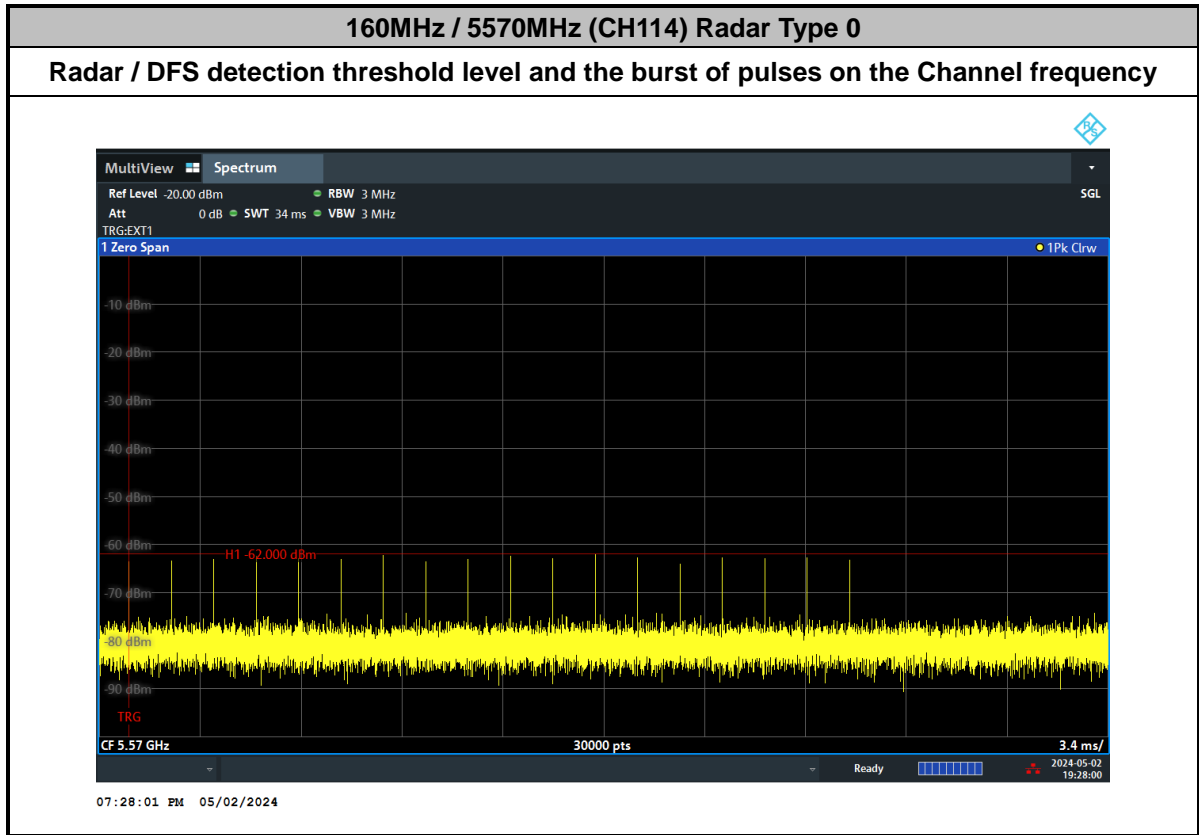 160MHz / 5570MHz (CH114) Radar Type 0
Radar / DFS detection threshold level and the burst of pulses on the Channel frequency
R&S
MultiView Spectrum
Ref Level -20.00 dBm RBW 3 MHz SGL
Att 0 dB SWT 34 ms VBW 3 MHz
TRG:EXT1
1 Zero Span 1Pk Clrw
-10 dBm
-20 dBm
-30 dBm
-40 dBm
-50 dBm
-60 dBm
H1 -62.000 dBm
-70 dBm
-80 dBm
-90 dBm
TRG
CF 5.57 GHz 30000 pts 3.4 ms/
Ready 2024-05-02
19:28:00
07:28:01 PM 05/02/2024